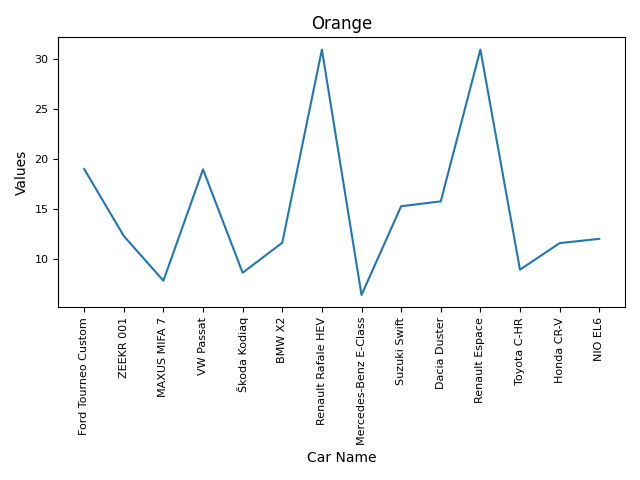 Orange
Values
30
25
20
15
10
Ford Tourneo Custom
ZEEKR 001
MAXUS MIFA 7
VW Passat
Škoda Kodiaq
BMW X2
Renault Rafale HEV
Mercedes-Benz E-Class
Suzuki Swift
Dacia Duster
Renault Espace
Toyota C-HR
Honda CR-V
NIO EL6
Car Name